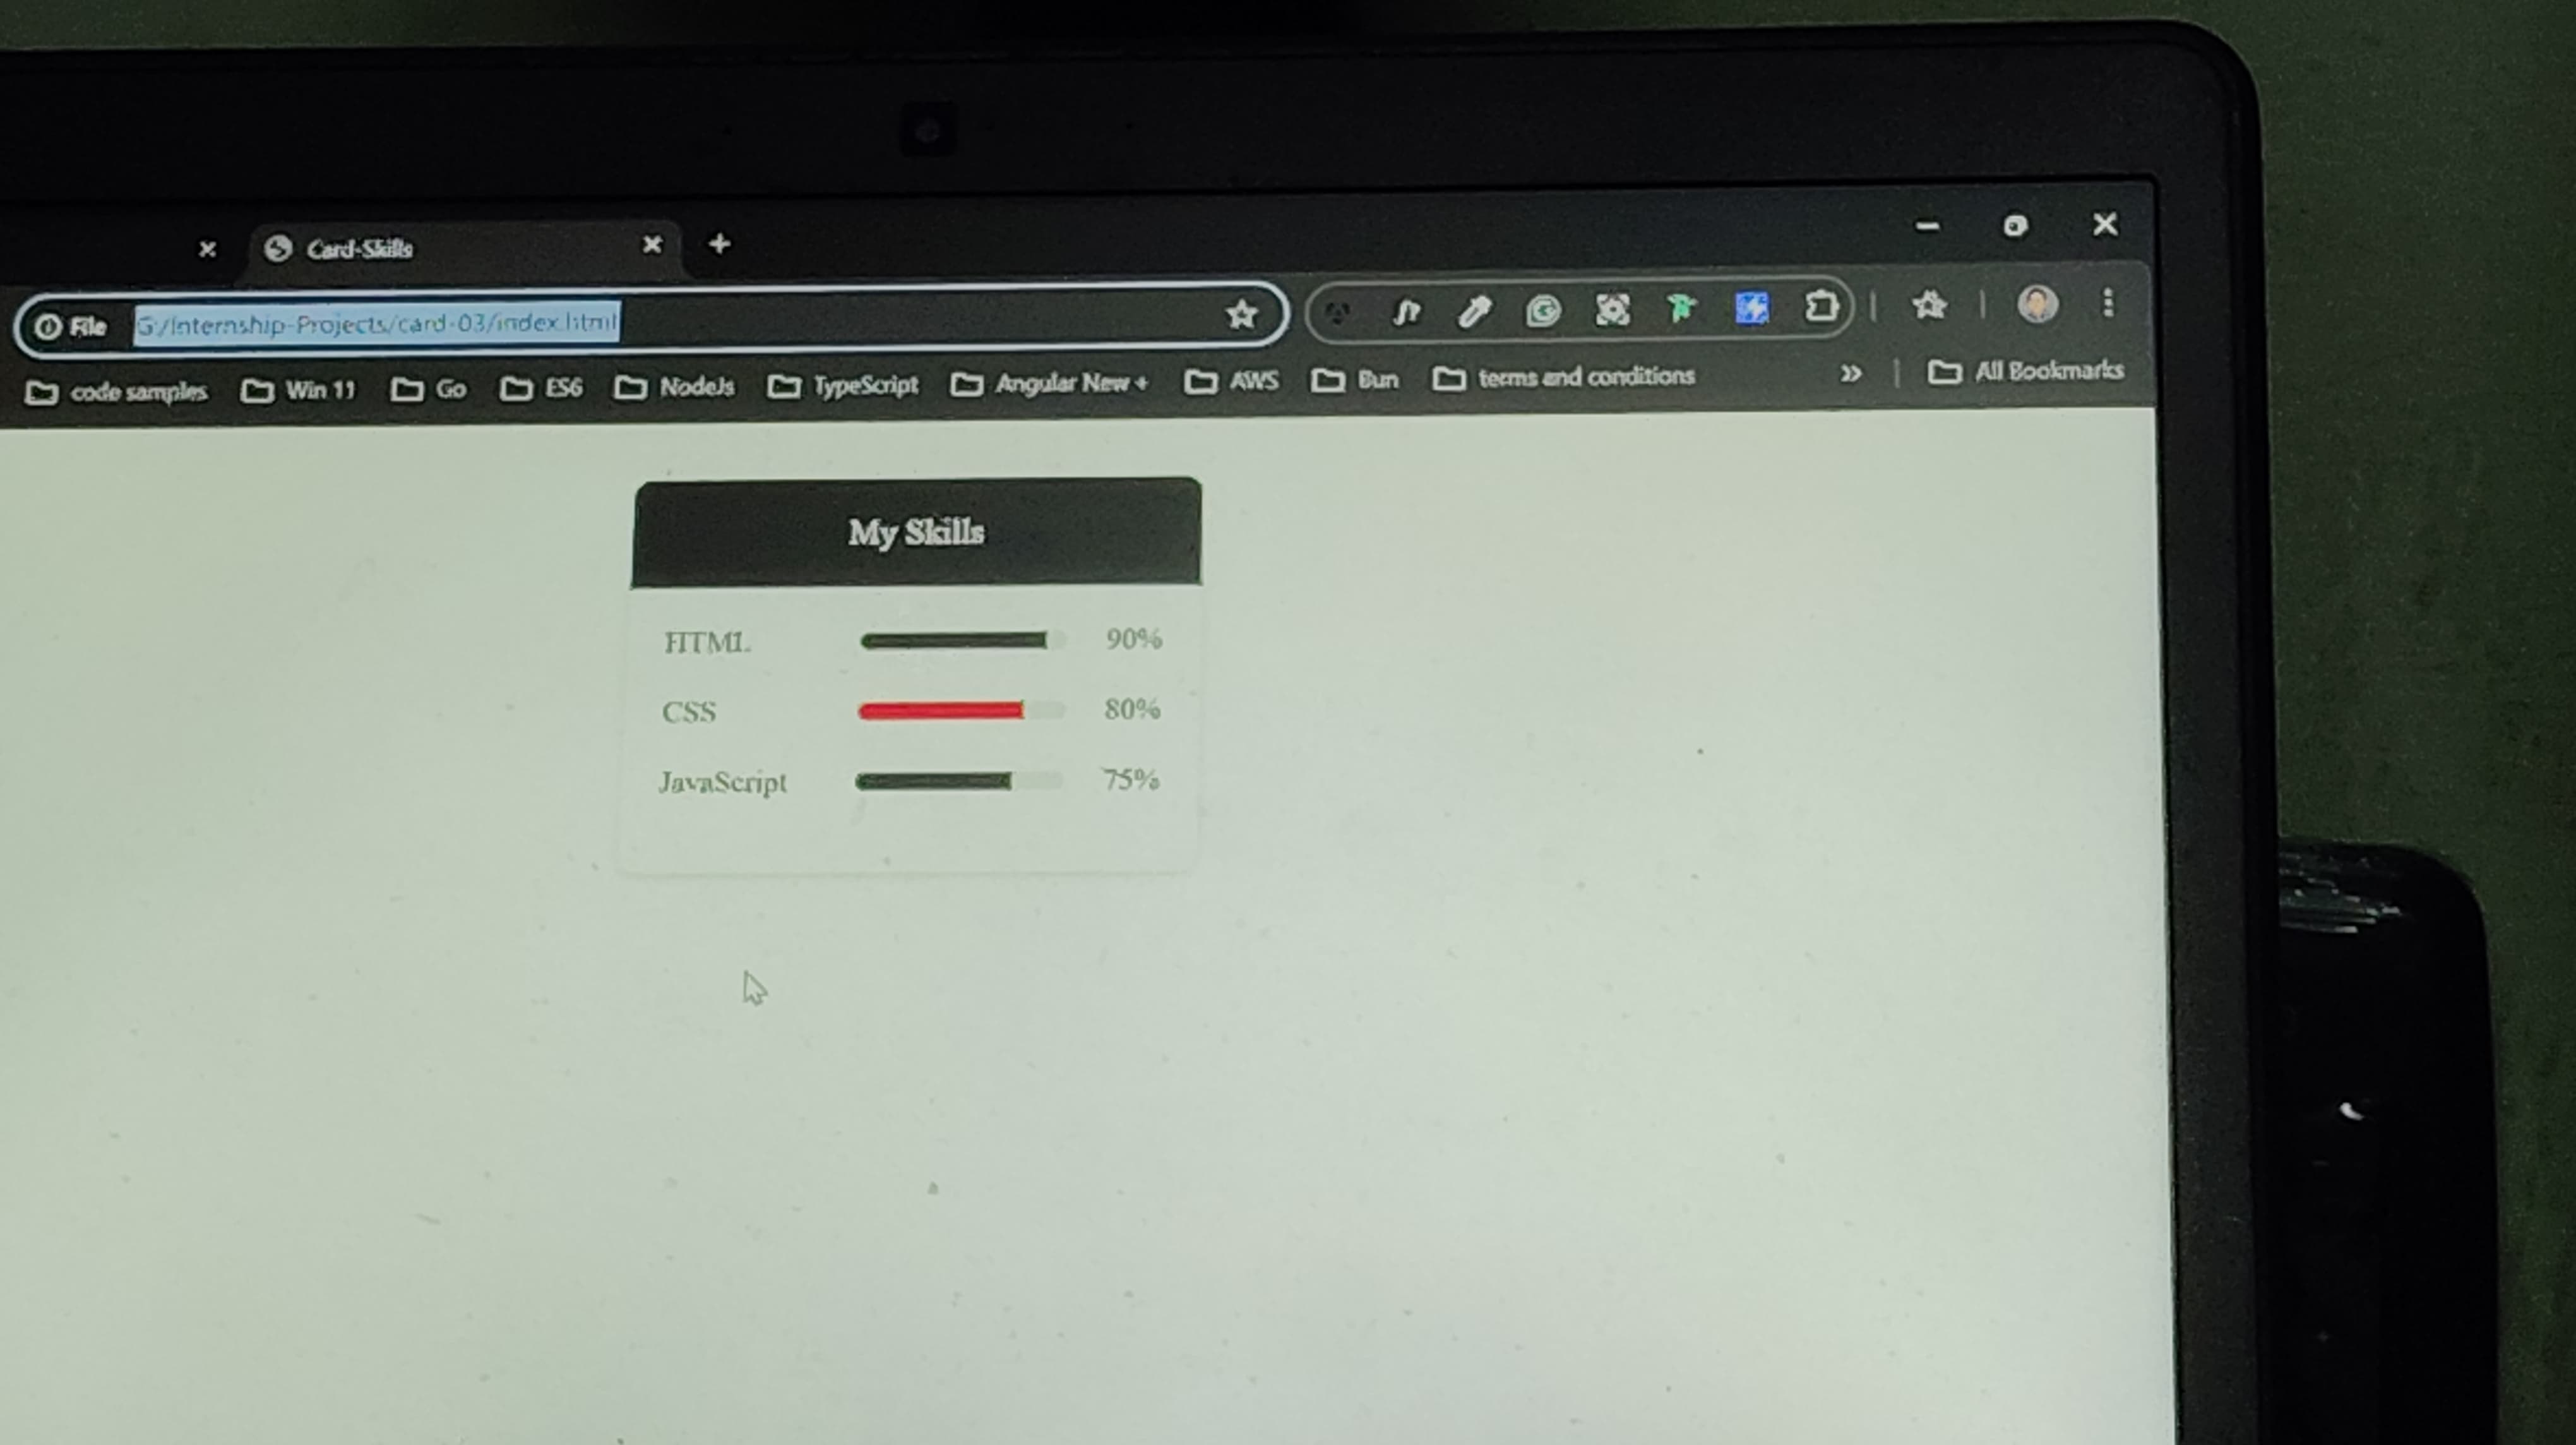 Card-Skills
File G:/Internship-Projects/card-03/index.html
code samples Win 11 Go ES6 NodeJs TypeScript Angular New + AWS Bun terms and conditions » All Bookmarks
My Skills
HTML 90%
CSS 80%
JavaScript 75%